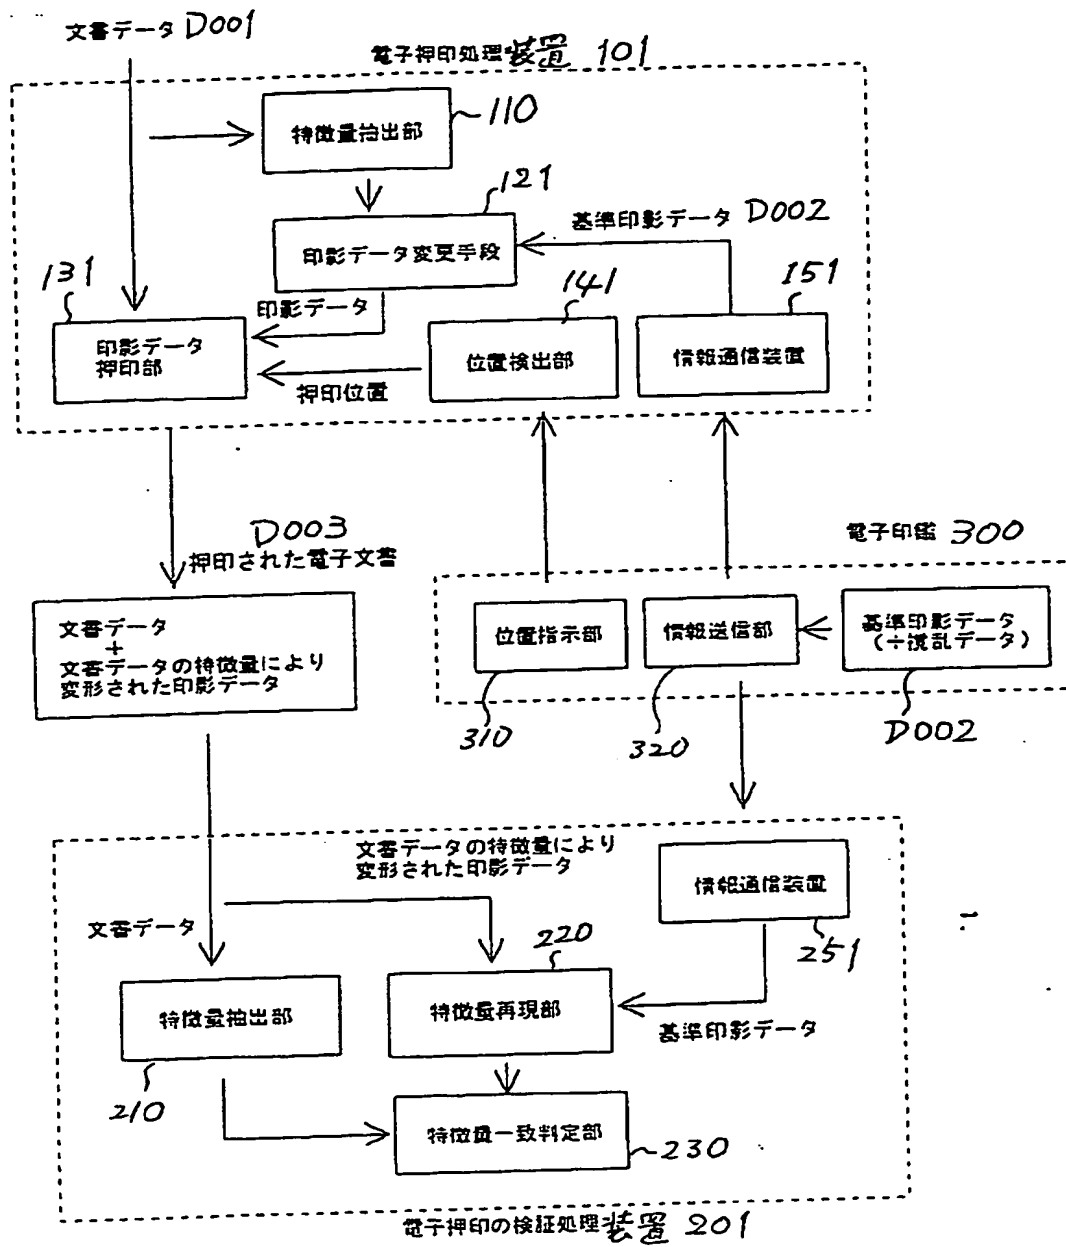 文書データ D001
電子押印処理装置 101
特徴量抽出部
110
121
印影データ変更手段
基準印影データ D002
131
印影データ
印影データ
押印部
141
位置検出部
151
情報通信装置
押印位置
D003
押印された電子文書
電子印鑑 300
文書データ
+
文書データの特徴量により
変形された印影データ
位置指示部
情報送信部
基準印影データ
(+撹乱データ)
310
320
D002
文書データの特徴量により
変形された印影データ
情報通信装置
文書データ
220
251
特徴量抽出部
特徴量再現部
基準印影データ
210
特徴量一致判定部
230
電子押印の検証処理装置 201